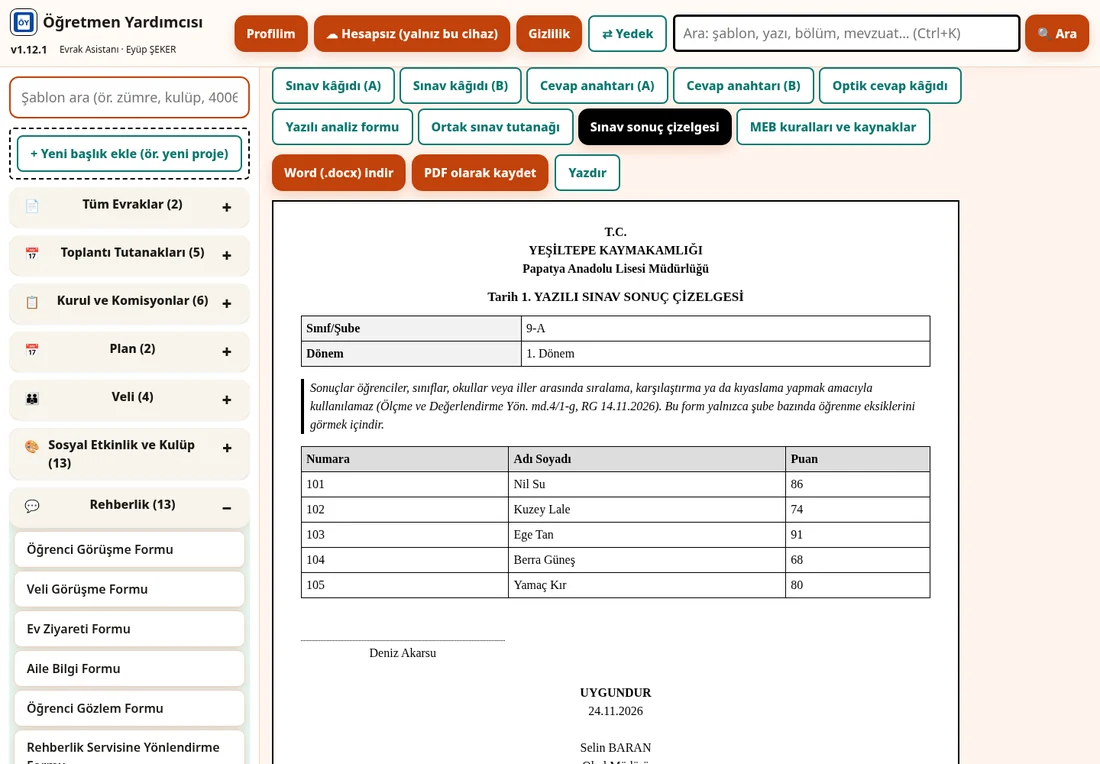 Öğretmen Yardımcısı
v1.12.1 Evrak Asistanı · Eyüp ŞEKER
Profilim
Hesapsız (yalnız bu cihaz)
Gizlilik
⇄ Yedek
Ara: şablon, yazı, bölüm, mevzuat... (Ctrl+K)
Ara
Şablon ara (ör. zümre, kulüp, 4006
+ Yeni başlık ekle (ör. yeni proje)
Tüm Evraklar (2) +
Toplantı Tutanakları (5) +
Kurul ve Komisyonlar (6) +
Plan (2) +
Veli (4) +
Sosyal Etkinlik ve Kulüp (13) +
Rehberlik (13) −
Öğrenci Görüşme Formu
Veli Görüşme Formu
Ev Ziyareti Formu
Aile Bilgi Formu
Öğrenci Gözlem Formu
Rehberlik Servisine Yönlendirme
Sınav kâğıdı (A)
Sınav kâğıdı (B)
Cevap anahtarı (A)
Cevap anahtarı (B)
Optik cevap kâğıdı
Yazılı analiz formu
Ortak sınav tutanağı
Sınav sonuç çizelgesi
MEB kuralları ve kaynaklar
Word (.docx) indir
PDF olarak kaydet
Yazdır
T.C.
YEŞİLTEPE KAYMAKAMLIĞI
Papatya Anadolu Lisesi Müdürlüğü
Tarih 1. YAZILI SINAV SONUÇ ÇİZELGESİ
Sınıf/Şube 9-A
Dönem 1. Dönem
Sonuçlar öğrenciler, sınıflar, okullar veya iller arasında sıralama, karşılaştırma ya da kıyaslama yapmak amacıyla
kullanılamaz (Ölçme ve Değerlendirme Yön. md.4/1-g, RG 14.11.2026). Bu form yalnızca şube bazında öğrenme eksiklerini
görmek içindir.
Numara Adı Soyadı Puan
101 Nil Su 86
102 Kuzey Lale 74
103 Ege Tan 91
104 Berra Güneş 68
105 Yamaç Kır 80
Deniz Akarsu
UYGUNDUR
24.11.2026
Selin BARAN